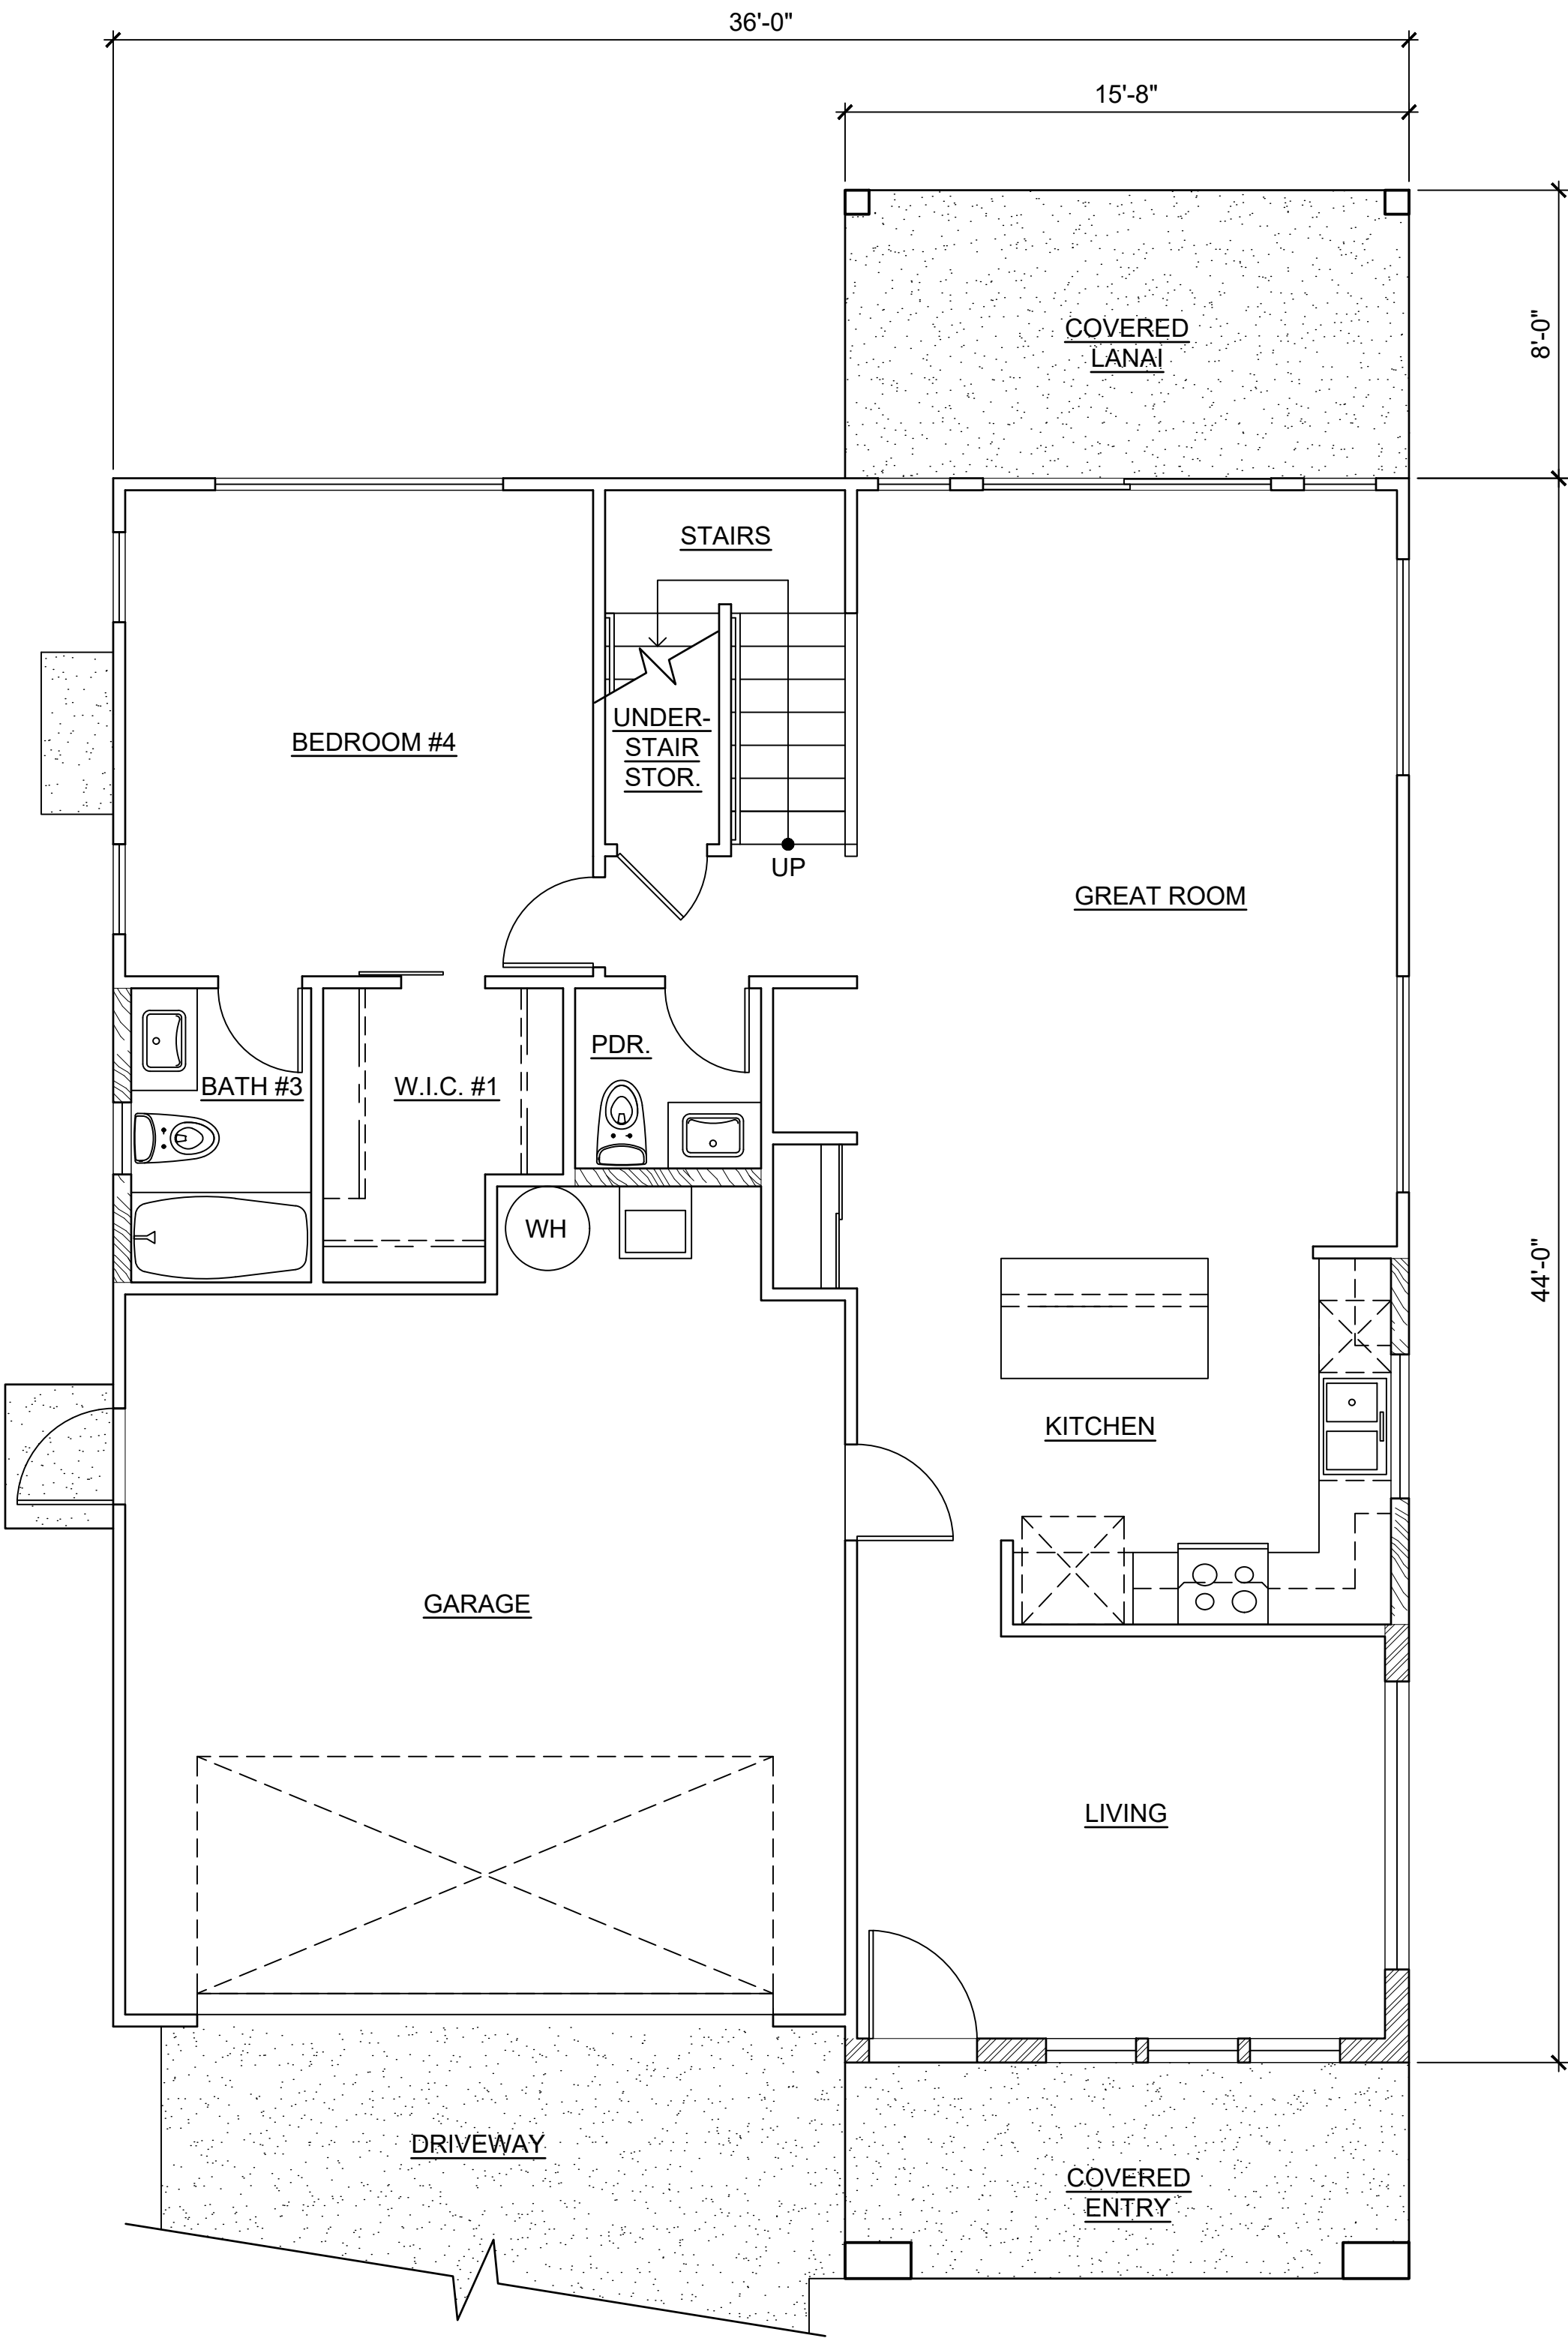 36'-0"
15'-8"
COVERED
LANAI
8'-0"
STAIRS
UNDER-
STAIR
STOR.
BEDROOM #4
UP
GREAT ROOM
PDR.
BATH #3
W.I.C. #1
WH
44'-0"
KITCHEN
GARAGE
LIVING
DRIVEWAY
COVERED
ENTRY